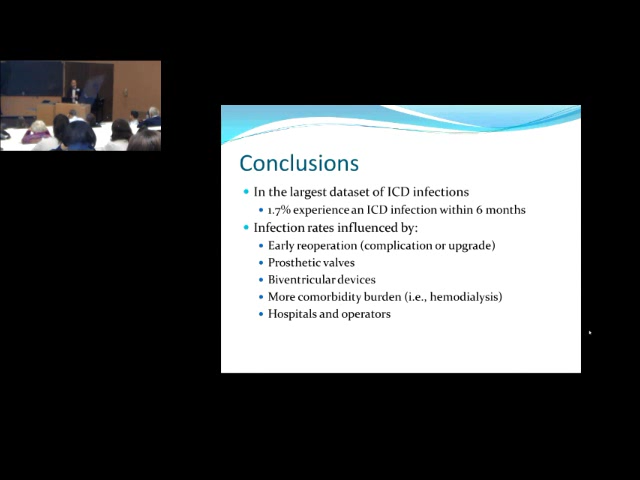 Conclusions
In the largest dataset of ICD infections
1.7% experience an ICD infection within 6 months
Infection rates influenced by:
Early reoperation (complication or upgrade)
Prosthetic valves
Biventricular devices
More comorbidity burden (i.e., hemodialysis)
Hospitals and operators